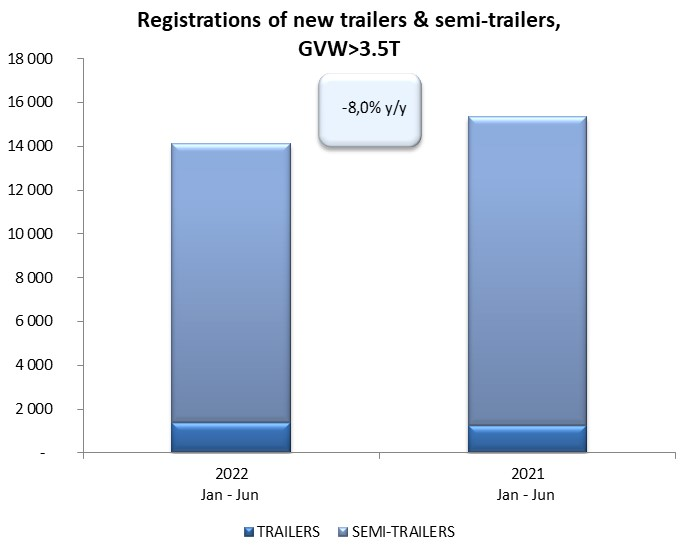 Registrations of new trailers & semi-trailers,
GVW>3.5T
18 000
16 000
14 000
12 000
10 000
8 000
6 000
4 000
2 000
-
-8,0% y/y
2022
Jan - Jun
2021
Jan - Jun
TRAILERS
SEMI-TRAILERS